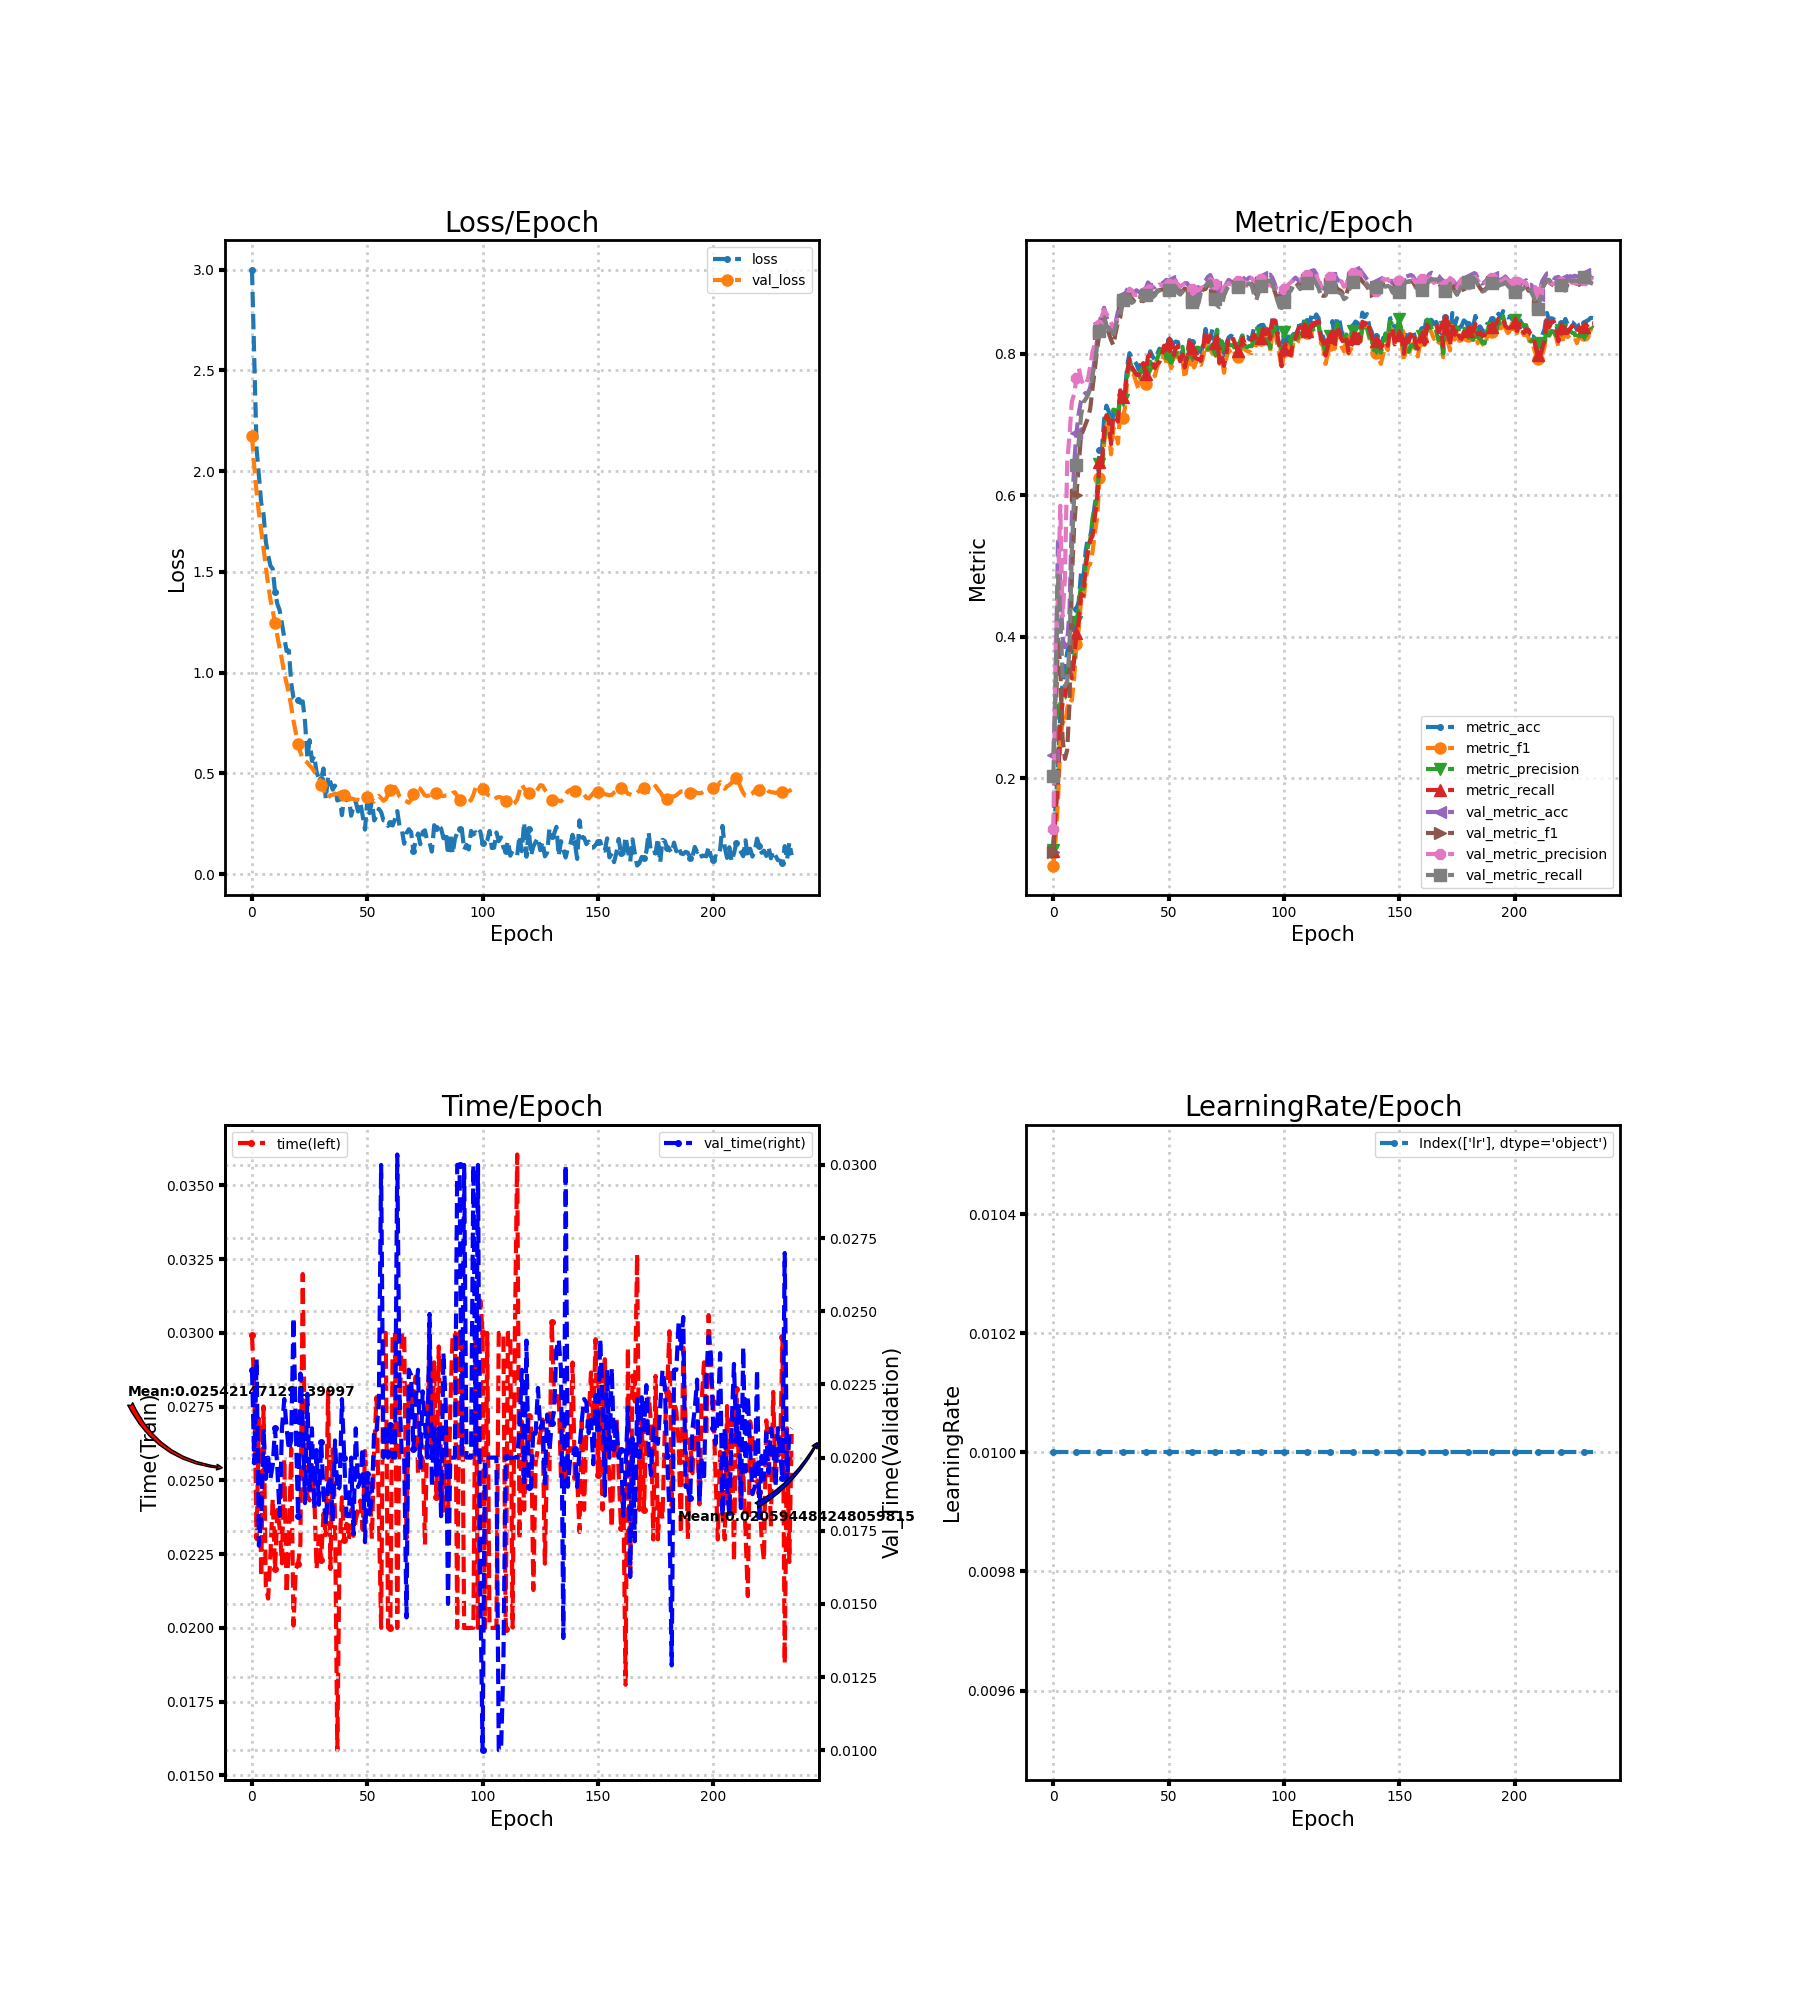 Loss/Epoch
loss
val_loss
3.0
2.5
2.0
1.5
1.0
0.5
0.0
Loss
0
50
100
150
200
Epoch
Metric/Epoch
0.8
0.6
0.4
0.2
Metric
metric_acc
metric_f1
metric_precision
metric_recall
val_metric_acc
val_metric_f1
val_metric_precision
val_metric_recall
0
50
100
150
200
Epoch
Time/Epoch
time(left)
val_time(right)
0.0350
0.0325
0.0300
0.0275
0.0250
0.0225
0.0200
0.0175
0.0150
Time(Train)
0.0300
0.0275
0.0250
0.0225
0.0200
0.0175
0.0150
0.0125
0.0100
Val_Time(Validation)
Mean:0.020594484248059815
0
50
100
150
200
Epoch
LearningRate/Epoch
Index(['lr'], dtype='object')
0.0104
0.0102
0.0100
0.0098
0.0096
LearningRate
0
50
100
150
200
Epoch